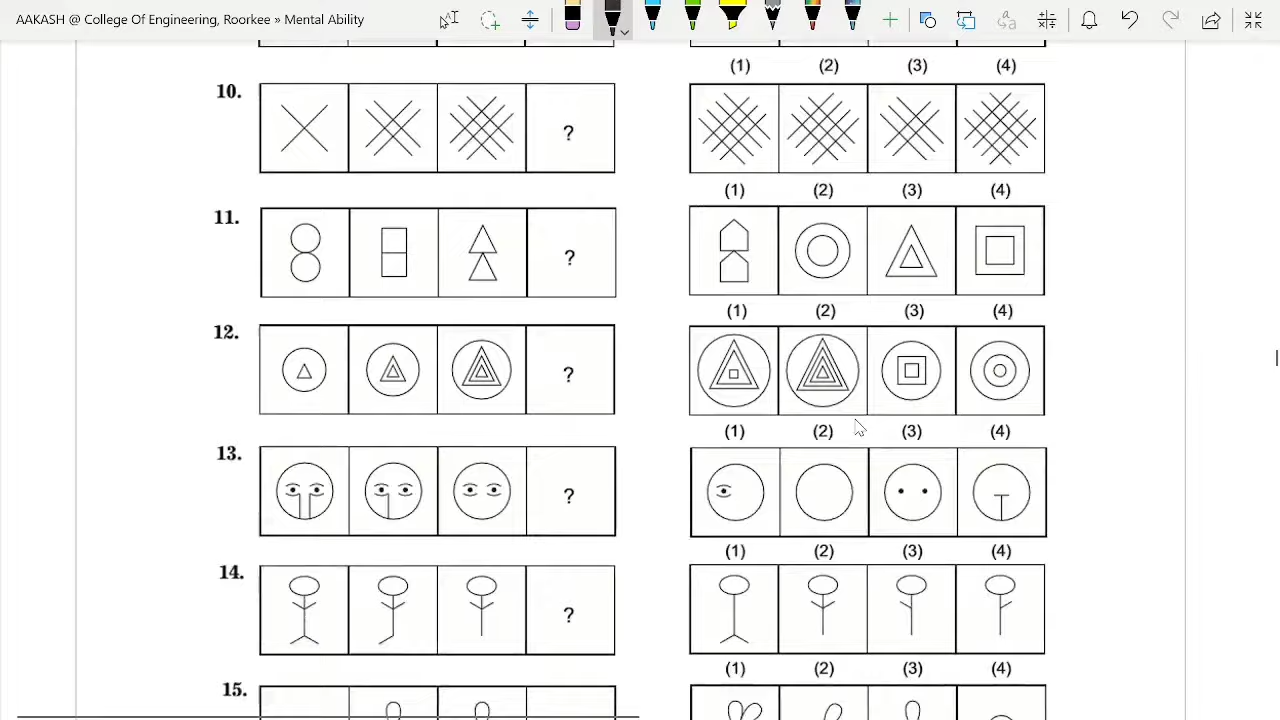 AAKASH @ College Of Engineering, Roorkee » Mental Ability
(1) (2) (3) (4)
10. ?
(1) (2) (3) (4)
11. ?
(1) (2) (3) (4)
12. ?
(1) (2) (3) (4)
13. ?
(1) (2) (3) (4)
14. ?
(1) (2) (3) (4)
15.